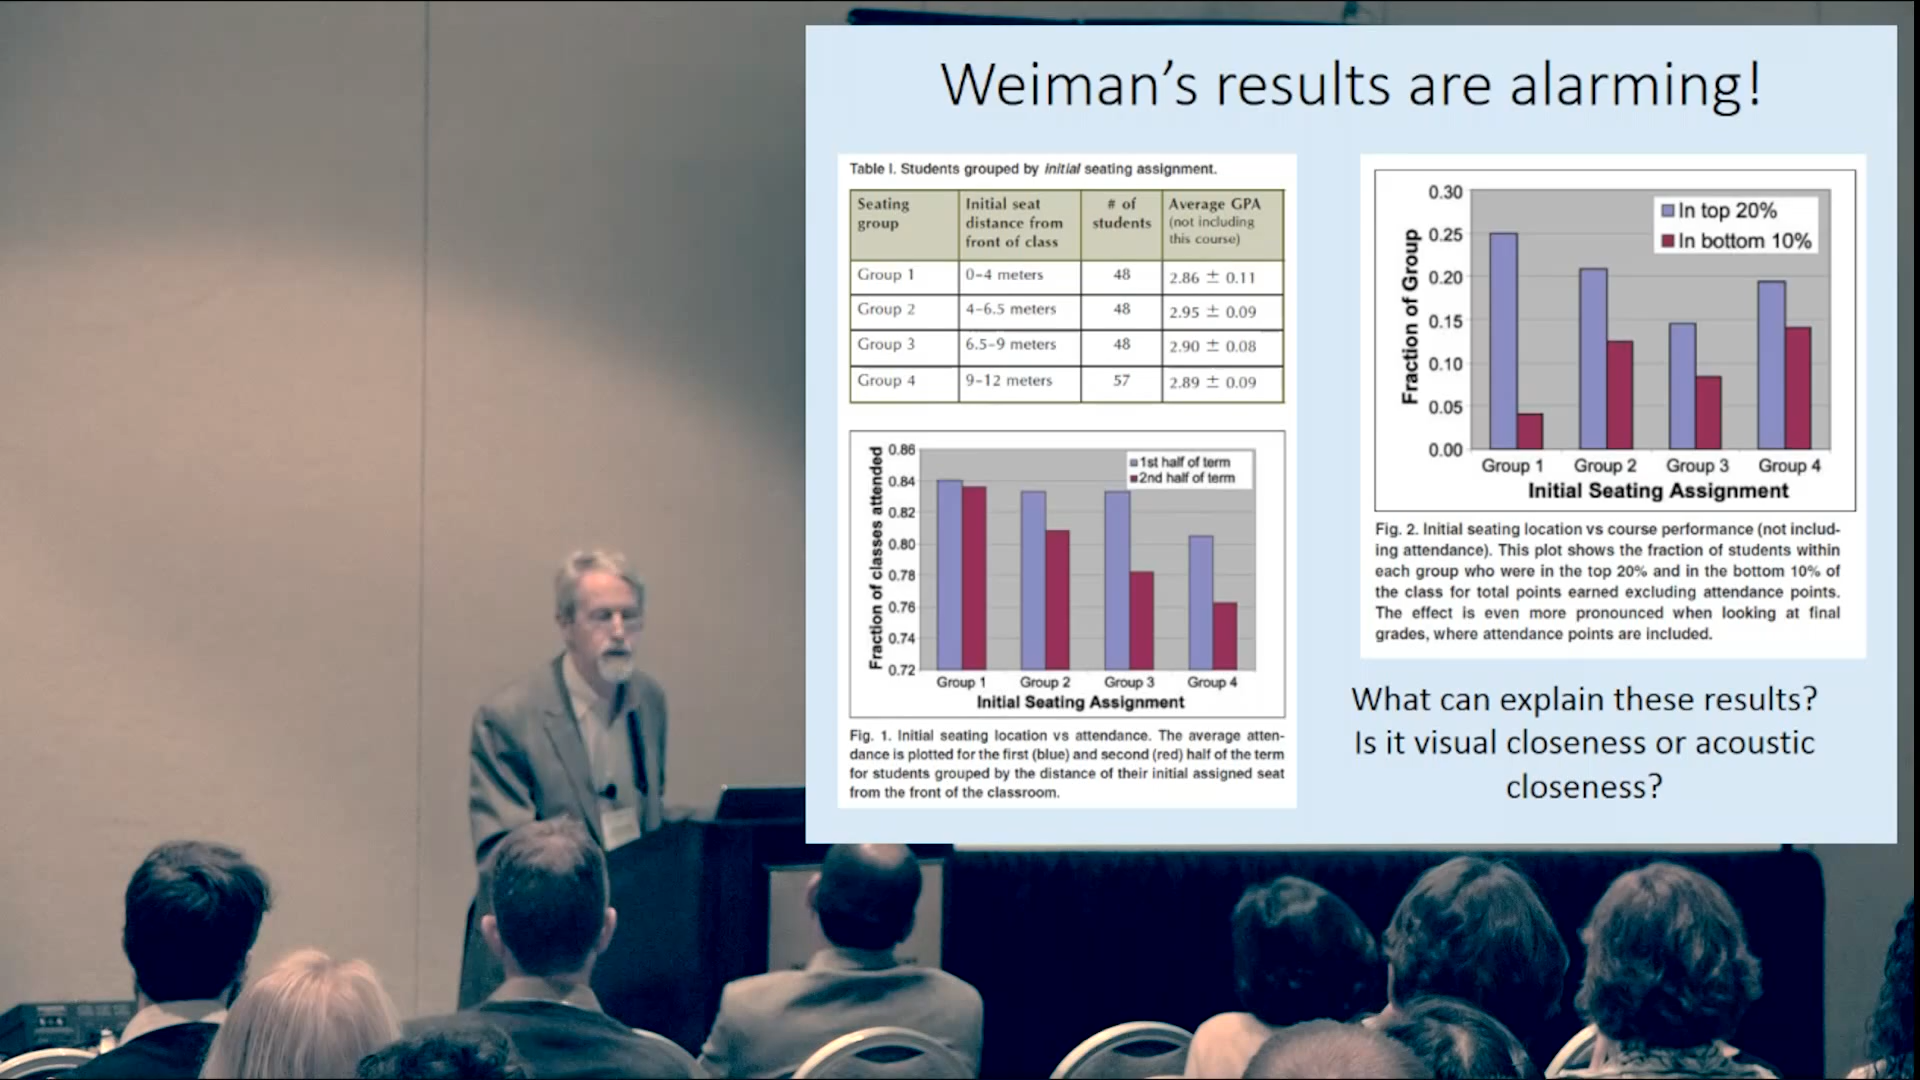 Weiman's results are alarming!
Table I. Students grouped by initial seating assignment.
Seating group | Initial seat distance from front of class | # of students | Average GPA (not including this course)
Group 1 | 0–4 meters | 48 | 2.86 ± 0.11
Group 2 | 4–6.5 meters | 48 | 2.95 ± 0.09
Group 3 | 6.5–9 meters | 48 | 2.90 ± 0.08
Group 4 | 9–12 meters | 57 | 2.89 ± 0.09
Fraction of classes attended
0.86
0.84
0.82
0.80
0.78
0.76
0.74
0.72
1st half of term
2nd half of term
Group 1 Group 2 Group 3 Group 4
Initial Seating Assignment
Fig. 1. Initial seating location vs attendance. The average atten-
dance is plotted for the first (blue) and second (red) half of the term
for students grouped by the distance of their initial assigned seat
from the front of the classroom.
Fraction of Group
0.30
0.25
0.20
0.15
0.10
0.05
0.00
In top 20%
In bottom 10%
Group 1 Group 2 Group 3 Group 4
Initial Seating Assignment
Fig. 2. Initial seating location vs course performance (not includ-
ing attendance). This plot shows the fraction of students within
each group who were in the top 20% and in the bottom 10% of
the class for total points earned excluding attendance points.
The effect is even more pronounced when looking at final
grades, where attendance points are included.
What can explain these results?
Is it visual closeness or acoustic
closeness?